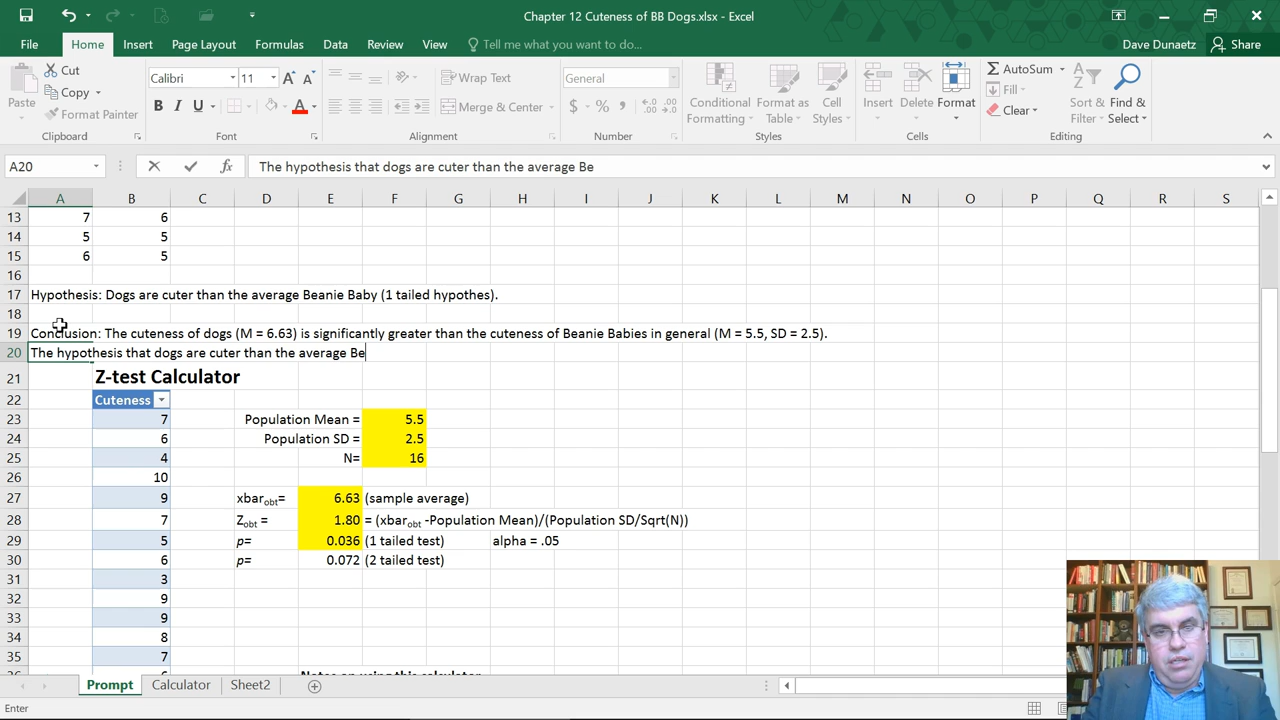 Chapter 12 Cuteness of BB Dogs.xlsx - Excel
File Home Insert Page Layout Formulas Data Review View Tell me what you want to do... Dave Dunaetz Share
Cut
Copy
Format Painter
Paste
Clipboard
Calibri 11
B I U
Font
Wrap Text
Merge & Center
Alignment
General
$ % ,
Number
Conditional Formatting
Format as Table
Cell Styles
Styles
Insert Delete Format
Cells
AutoSum
Fill
Clear
Sort & Filter
Find & Select
Editing
A20 fx The hypothesis that dogs are cuter than the average Be
A B C D E F G H I J K L M N O P Q R S
13 7 6
14 5 5
15 6 5
16
17 Hypothesis: Dogs are cuter than the average Beanie Baby (1 tailed hypothes).
18
19 Conclusion: The cuteness of dogs (M = 6.63) is significantly greater than the cuteness of Beanie Babies in general (M = 5.5, SD = 2.5).
20 The hypothesis that dogs are cuter than the average Be
21 Z-test Calculator
22 Cuteness
23 7 Population Mean = 5.5
24 6 Population SD = 2.5
25 4 N= 16
26 10
27 9 xbarobt= 6.63 (sample average)
28 7 Zobt = 1.80 = (xbarobt -Population Mean)/(Population SD/Sqrt(N))
29 5 p= 0.036 (1 tailed test) alpha = .05
30 6 p= 0.072 (2 tailed test)
31 3
32 9
33 9
34 8
35 7
Prompt Calculator Sheet2
Enter